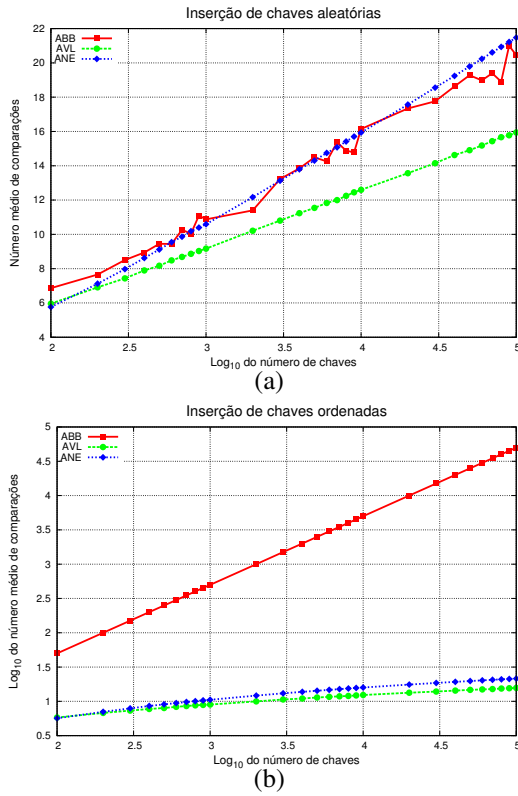 Inserção de chaves aleatórias
Número médio de comparações
22
20
18
16
14
12
10
8
6
4
ABB
AVL
ANE
2
2.5
3
3.5
4
4.5
5
Log10 do número de chaves
(a)
Inserção de chaves ordenadas
Log10 do número médio de comparações
5
4.5
4
3.5
3
2.5
2
1.5
1
0.5
ABB
AVL
ANE
2
2.5
3
3.5
4
4.5
5
Log10 do número de chaves
(b)